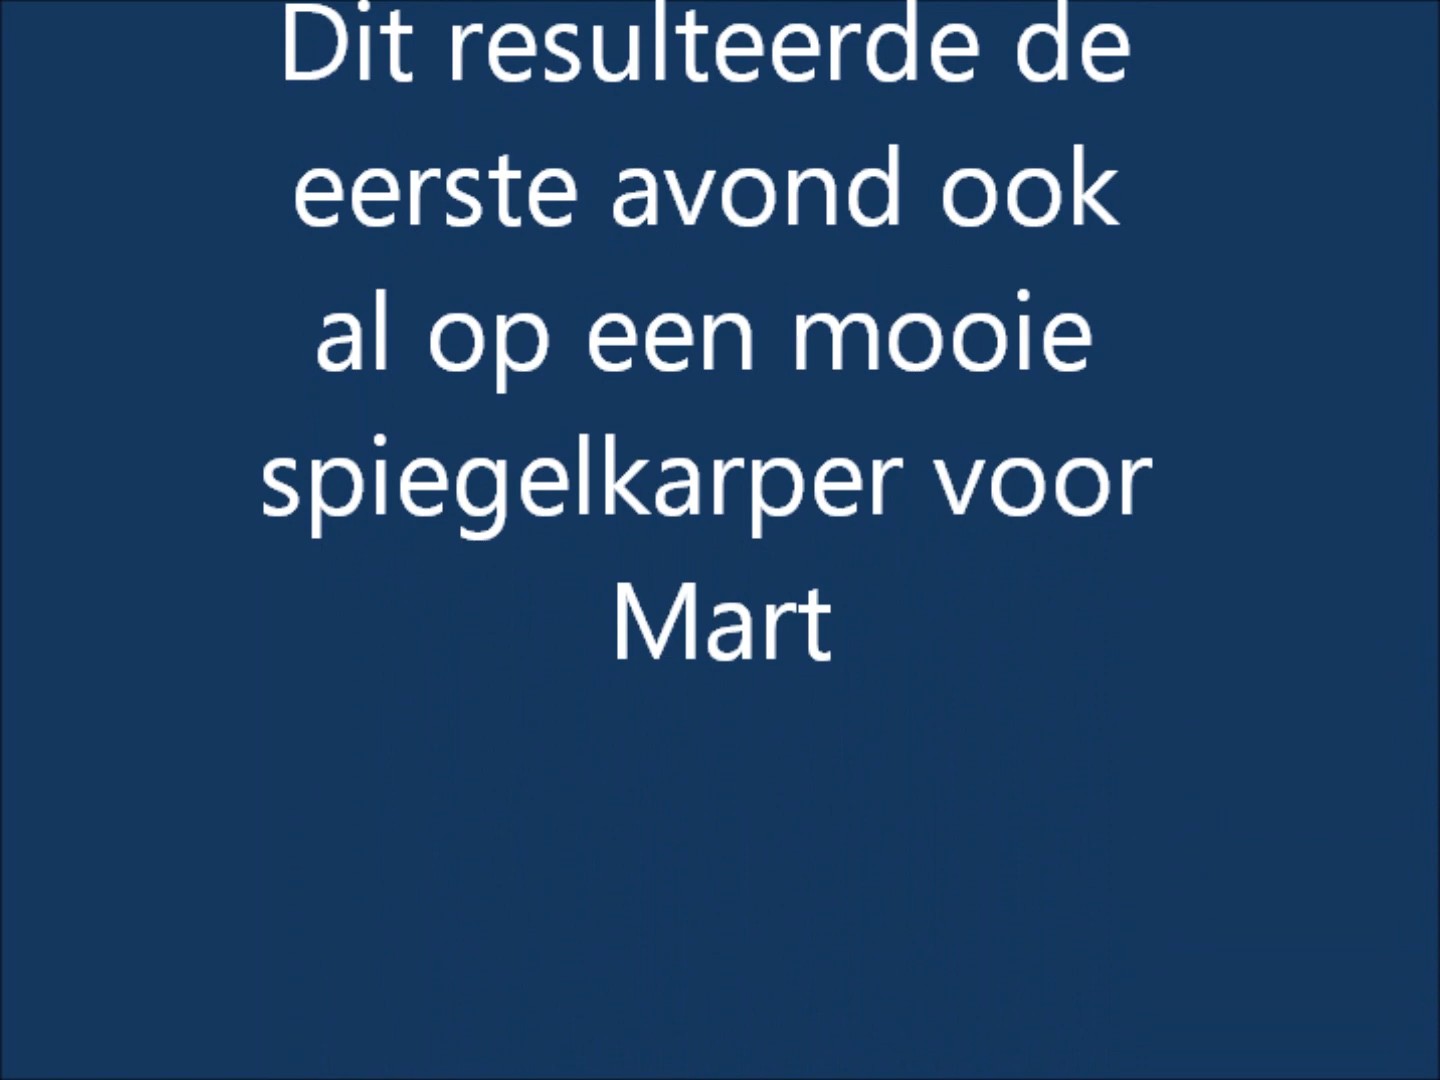 Dit resulteerde de
eerste avond ook
al op een mooie
spiegelkarper voor
Mart